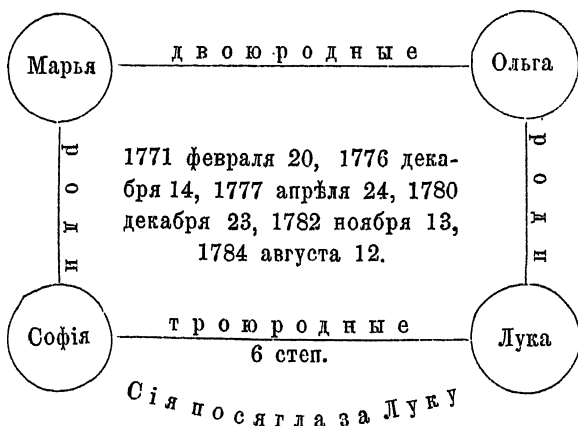 двоюродные
Марья
Ольга
роди
роди
1771 февраля 20, 1776 дека-
бря 14, 1777 апрѣля 24, 1780
декабря 23, 1782 ноября 13,
1784 августа 12.
троюродные
Софія
Лука
6 степ.
Сія посягла за Луку